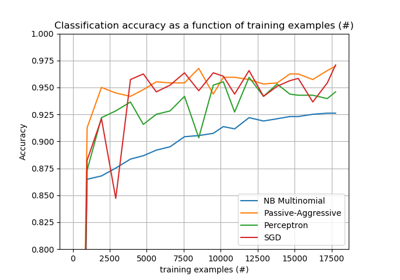 Classification accuracy as a function of training examples (#)
1.000
0.975
0.950
0.925
0.900
0.875
0.850
0.825
0.800
Accuracy
NB Multinomial
Passive-Aggressive
Perceptron
SGD
0 2500 5000 7500 10000 12500 15000 17500
training examples (#)